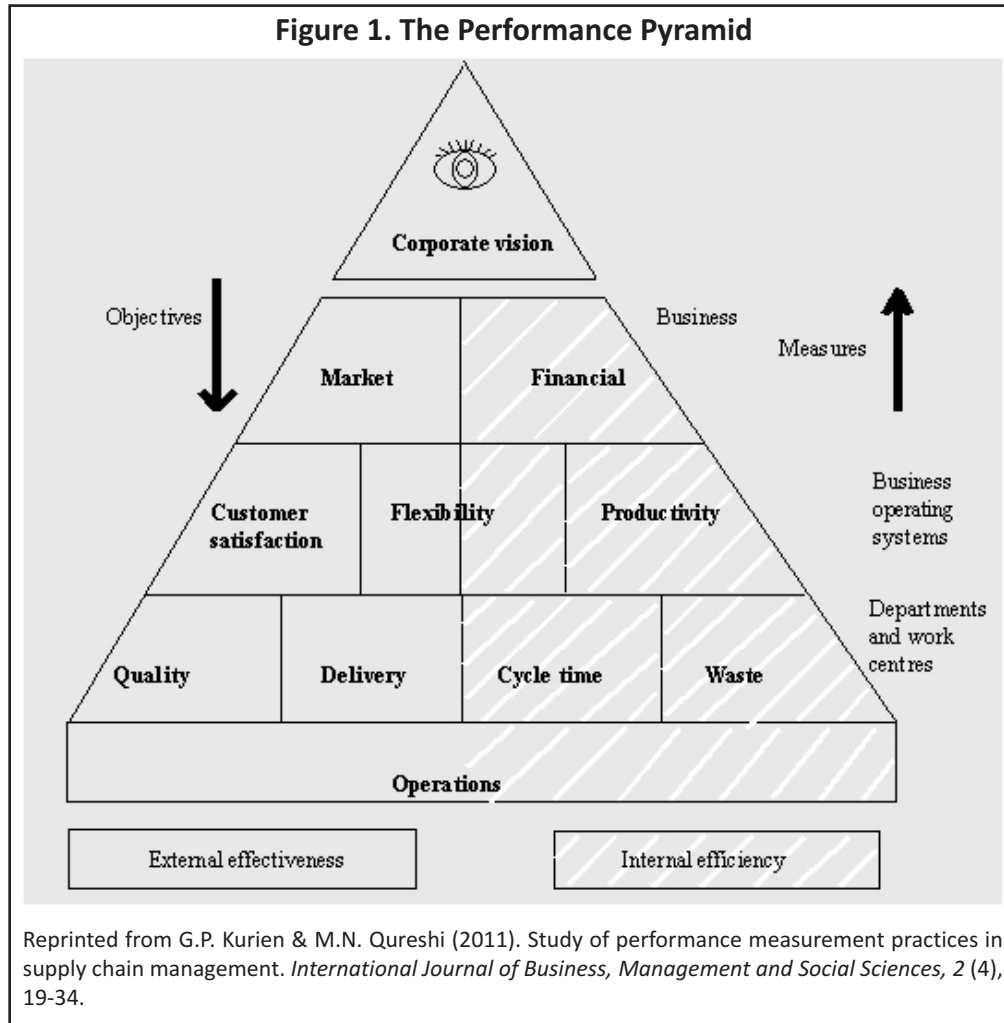 Figure 1. The Performance Pyramid
Corporate vision
Objectives
Business
Measures
Market
Financial
Customer
satisfaction
Flexibility
Productivity
Business
operating
systems
Quality
Delivery
Cycle time
Waste
Departments
and work
centres
Operations
External effectiveness
Internal efficiency
Reprinted from G.P. Kurien & M.N. Qureshi (2011). Study of performance measurement practices in
supply chain management. International Journal of Business, Management and Social Sciences, 2 (4),
19-34.